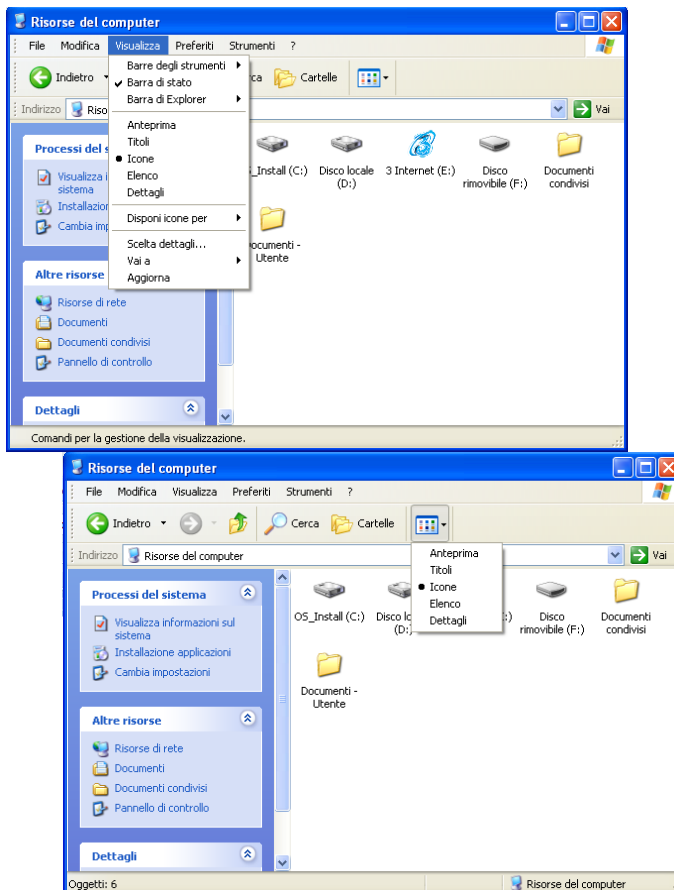 Risorse del computer
File Modifica Visualizza Preferiti Strumenti ?
Indietro Cartelle
Indirizzo Vai
Barre degli strumenti
Barra di stato
Barra di Explorer
Anteprima
Titoli
Icone
Elenco
Dettagli
Disponi icone per
Scelta dettagli...
Vai a
Aggiorna
Processi del
Visualizza
sistema
Cambia
Altre risorse
Risorse di rete
Documenti
Documenti condivisi
Pannello di controllo
Dettagli
_Install (C:) Disco locale (D:) 3 Internet (E:) Disco rimovibile (F:) Documenti condivisi
Documenti -
Utente
Comandi per la gestione della visualizzazione.
Risorse del computer
File Modifica Visualizza Preferiti Strumenti ?
Indietro Cerca Cartelle
Indirizzo Risorse del computer Vai
Anteprima
Titoli
Icone
Elenco
Dettagli
Processi del sistema
Visualizza informazioni sul
sistema
Installazione applicazioni
Cambia impostazioni
Altre risorse
Risorse di rete
Documenti
Documenti condivisi
Pannello di controllo
Dettagli
OS_Install (C:) Disco (D: Disco rimovibile (F:) Documenti condivisi
Documenti -
Utente
Oggetti: 6 Risorse del computer